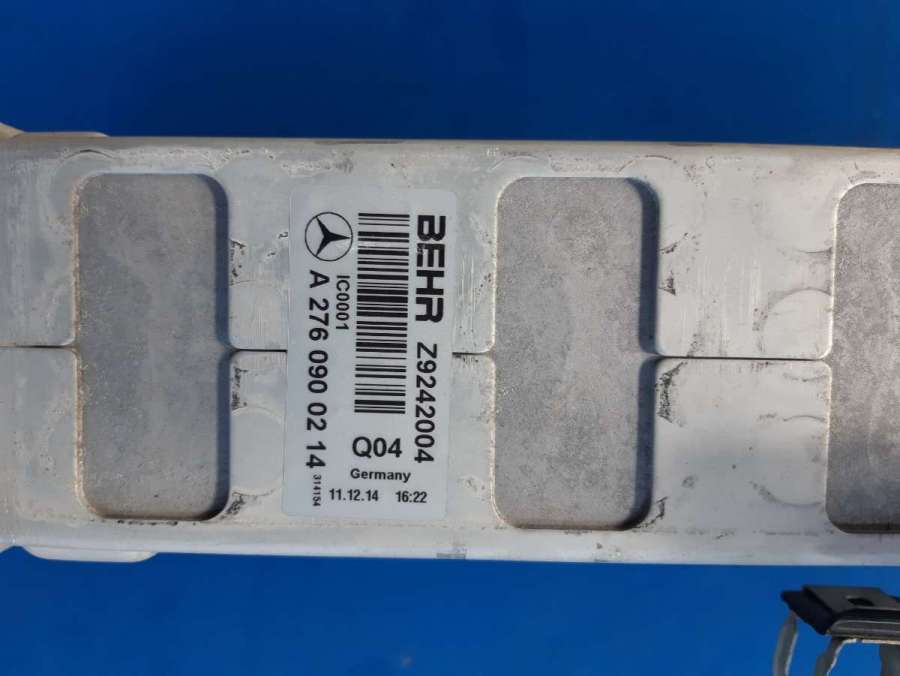 BEHR Z9242004
IC0001
A 276 090 02 14
314154
Q04
Germany
11.12.14 16:22